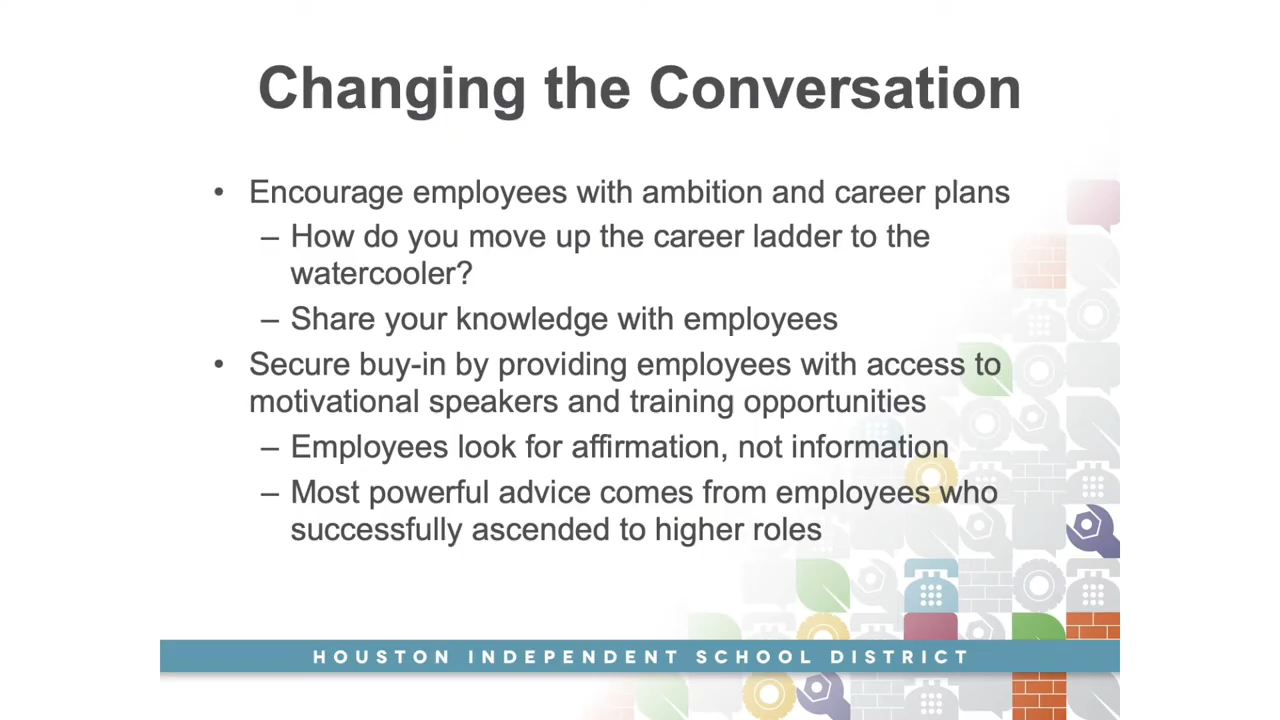 Changing the Conversation
• Encourage employees with ambition and career plans
– How do you move up the career ladder to the
watercooler?
– Share your knowledge with employees
• Secure buy-in by providing employees with access to
motivational speakers and training opportunities
– Employees look for affirmation, not information
– Most powerful advice comes from employees who
successfully ascended to higher roles
HOUSTON INDEPENDENT SCHOOL DISTRICT